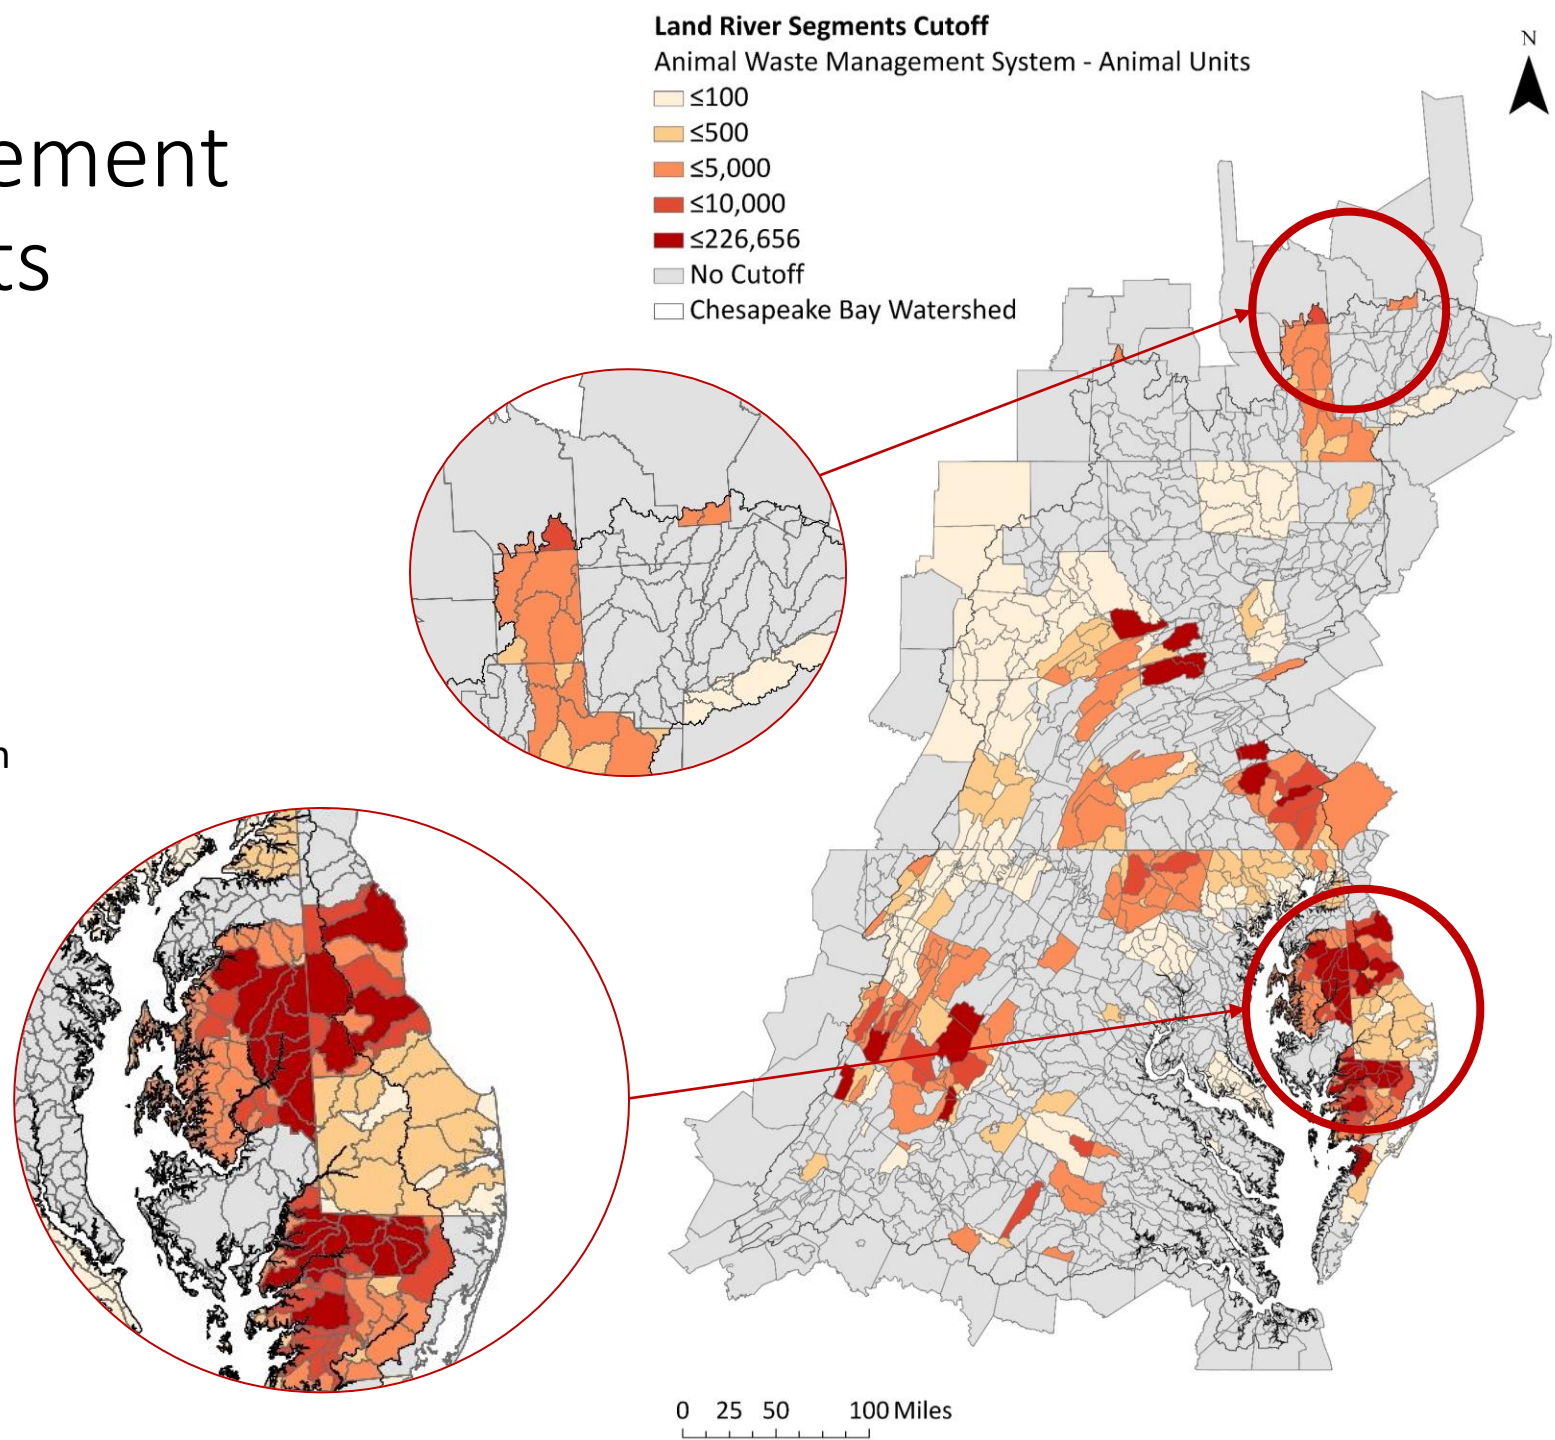 Land River Segments Cutoff
Animal Waste Management System - Animal Units
≤100
≤500
≤5,000
≤10,000
≤226,656
No Cutoff
Chesapeake Bay Watershed
N
ement
ts
n
0 25 50 100 Miles